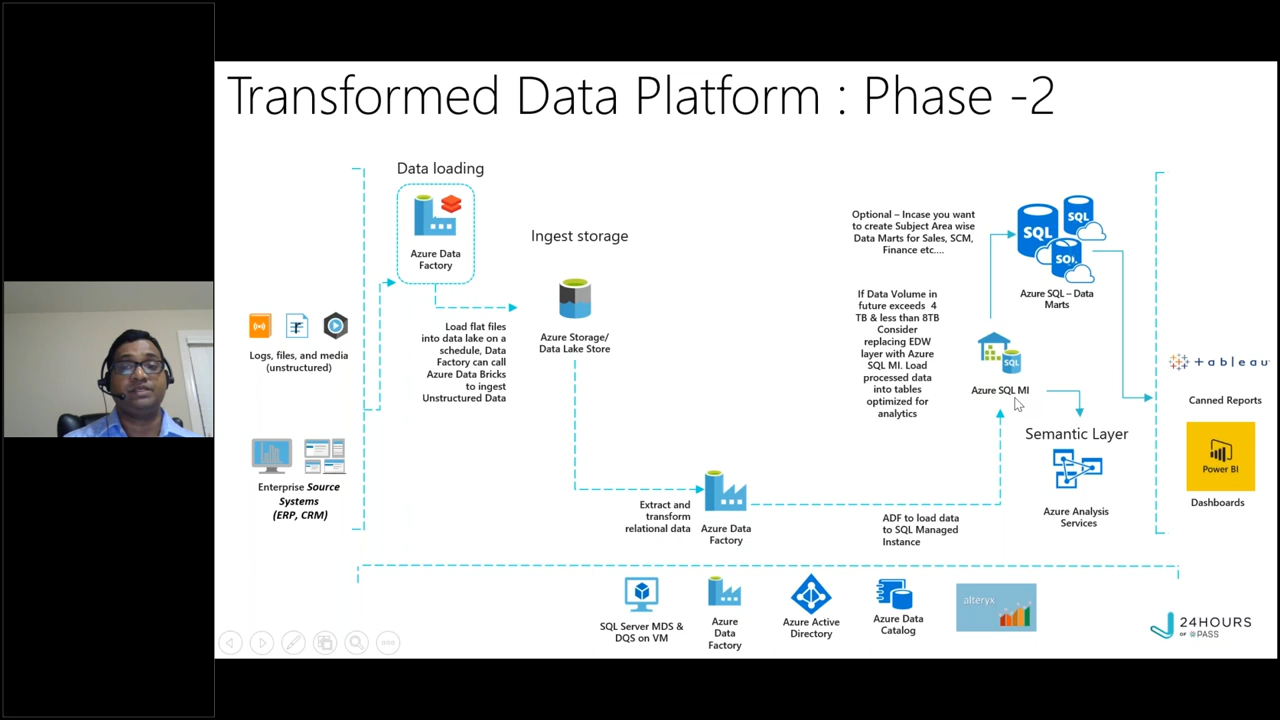 Transformed Data Platform : Phase -2
Data loading
Azure Data
Factory
Load flat files
into data lake on a
schedule, Data
Factory can call
Azure Data Bricks
to ingest
Unstructured Data
Logs, files, and media
(unstructured)
Enterprise Source
Systems
(ERP, CRM)
Ingest storage
Azure Storage/
Data Lake Store
Extract and
transform
relational data
Azure Data
Factory
ADF to load data
to SQL Managed
Instance
Optional – Incase you want
to create Subject Area wise
Data Marts for Sales, SCM,
Finance etc....
If Data Volume in
future exceeds 4
TB & less than 8TB
Consider
replacing EDW
layer with Azure
SQL MI. Load
processed data
into tables
optimized for
analytics
SQL
SQL
SQL
Azure SQL – Data
Marts
SQL
Azure SQL MI
Semantic Layer
Azure Analysis
Services
+ableau
Canned Reports
Power BI
Dashboards
SQL Server MDS &
DQS on VM
Azure
Data
Factory
Azure Active
Directory
Azure Data
Catalog
alteryx
24HOURS
OF @PASS